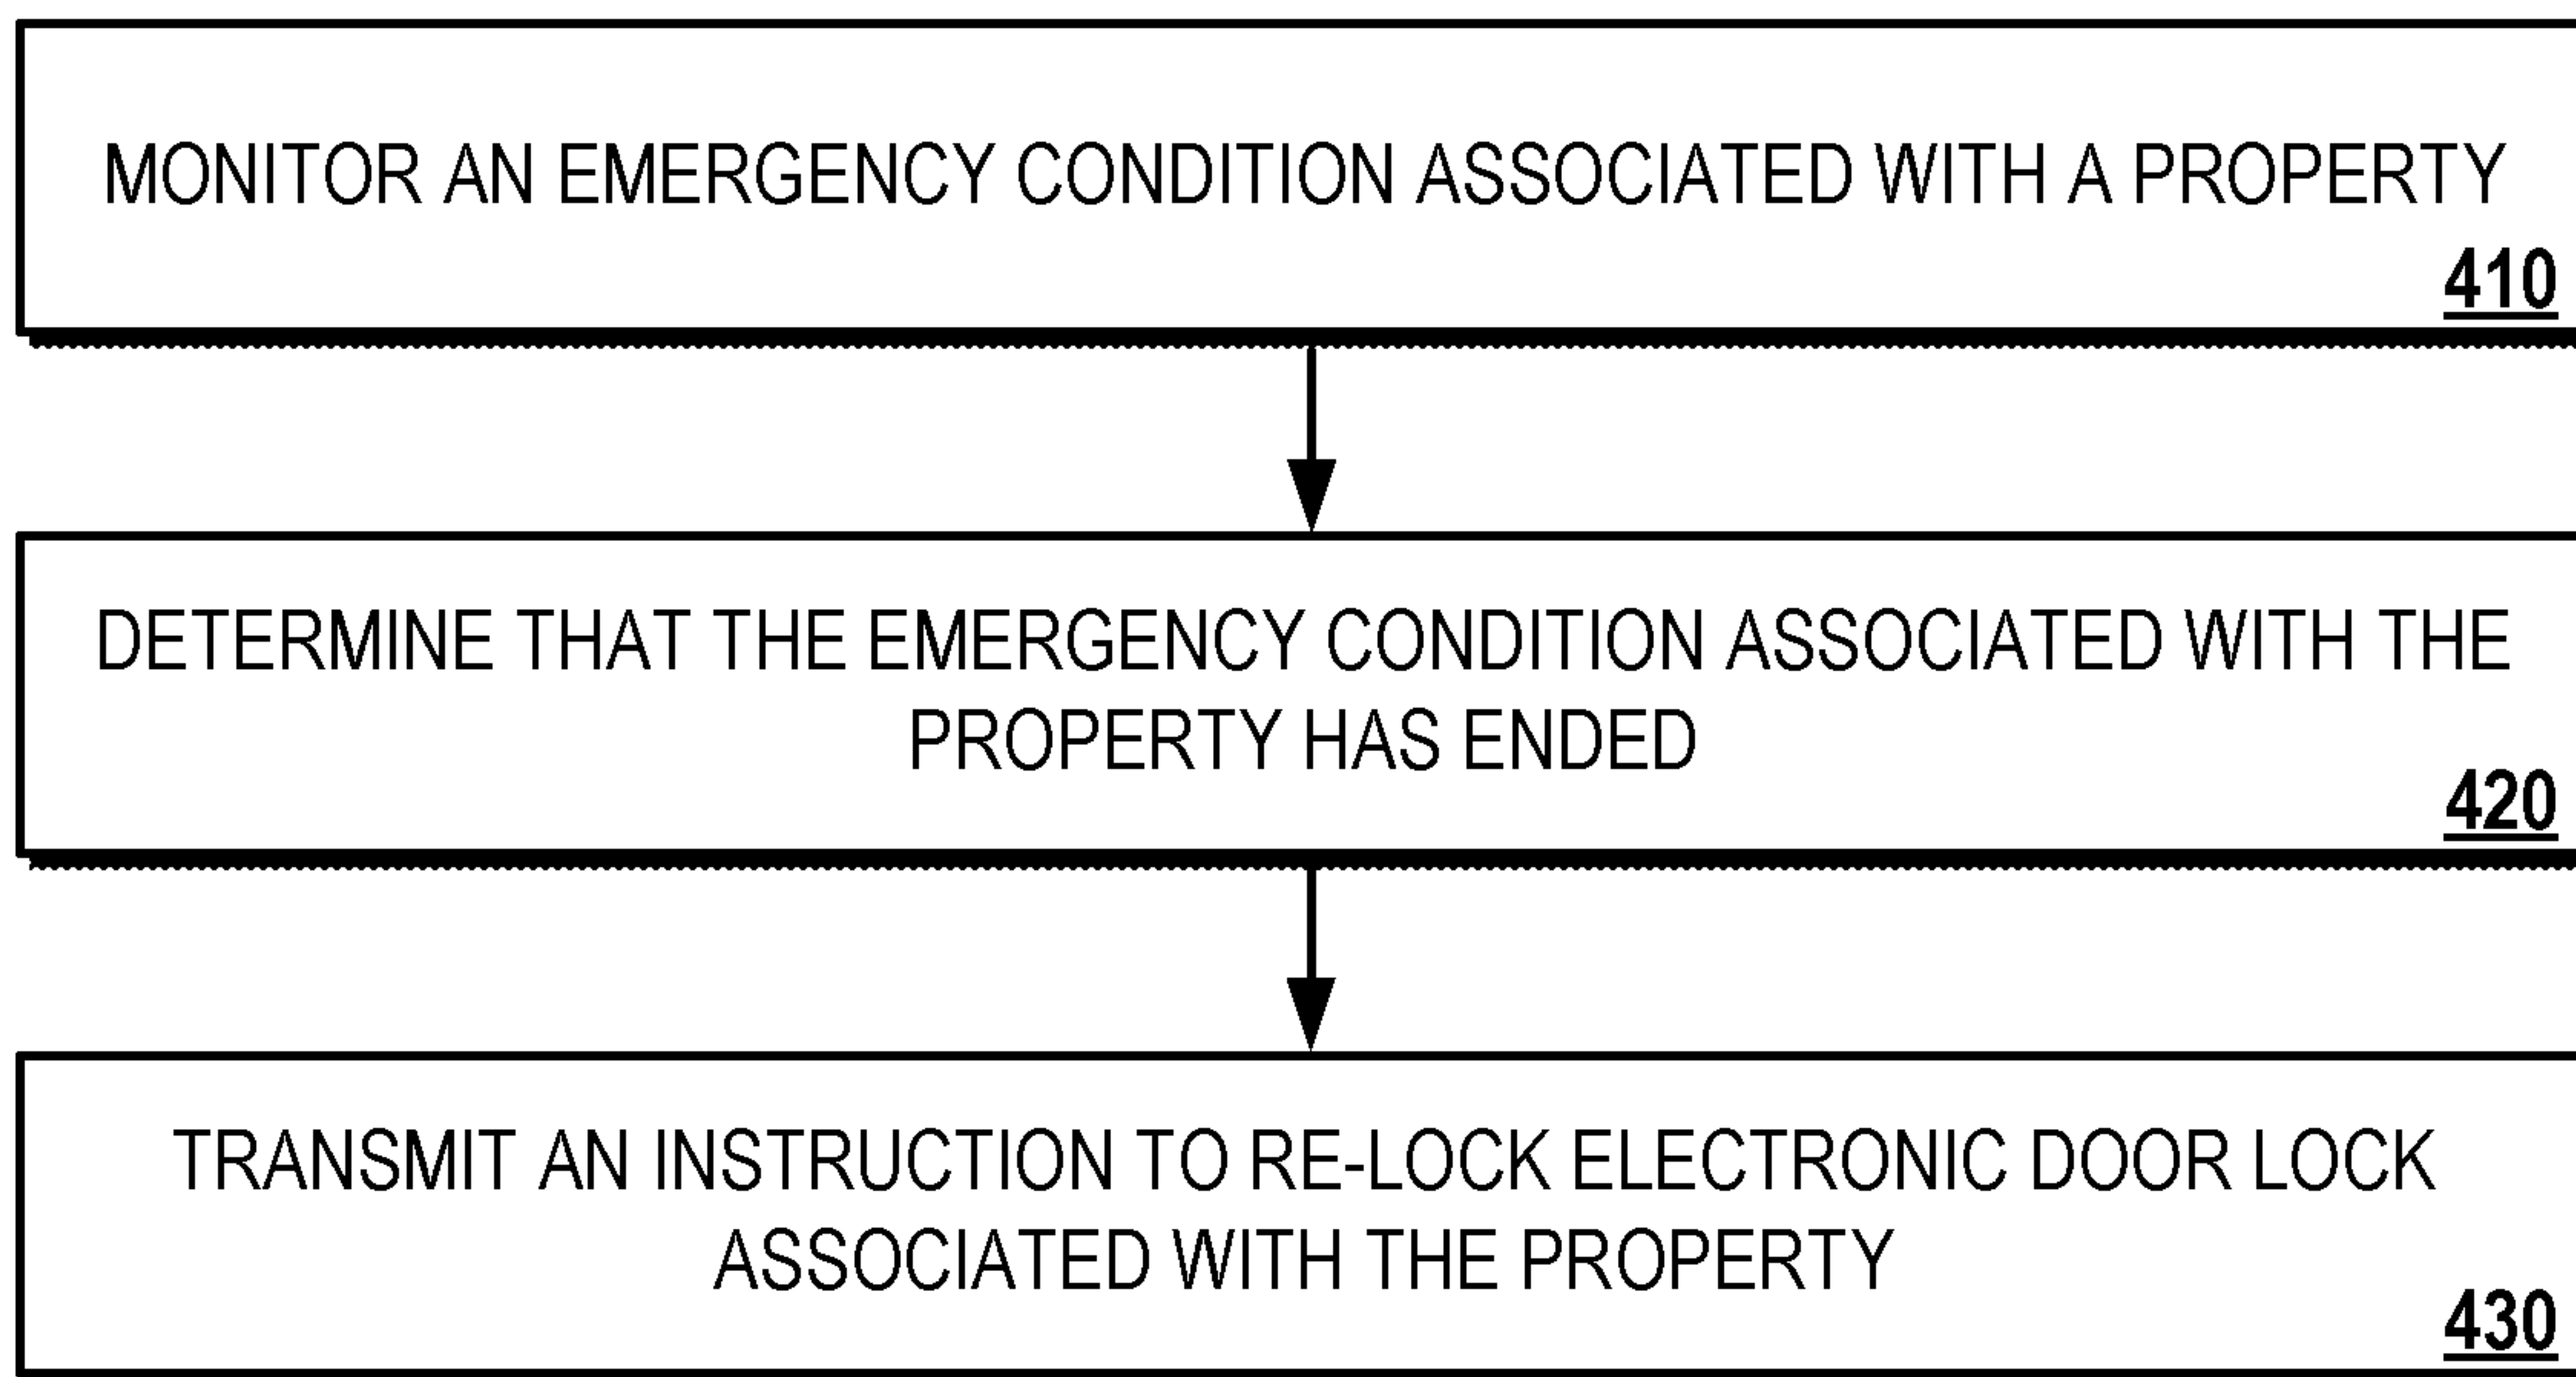 MONITOR AN EMERGENCY CONDITION ASSOCIATED WITH A PROPERTY
410
DETERMINE THAT THE EMERGENCY CONDITION ASSOCIATED WITH THE
PROPERTY HAS ENDED
420
TRANSMIT AN INSTRUCTION TO RE-LOCK ELECTRONIC DOOR LOCK
ASSOCIATED WITH THE PROPERTY
430